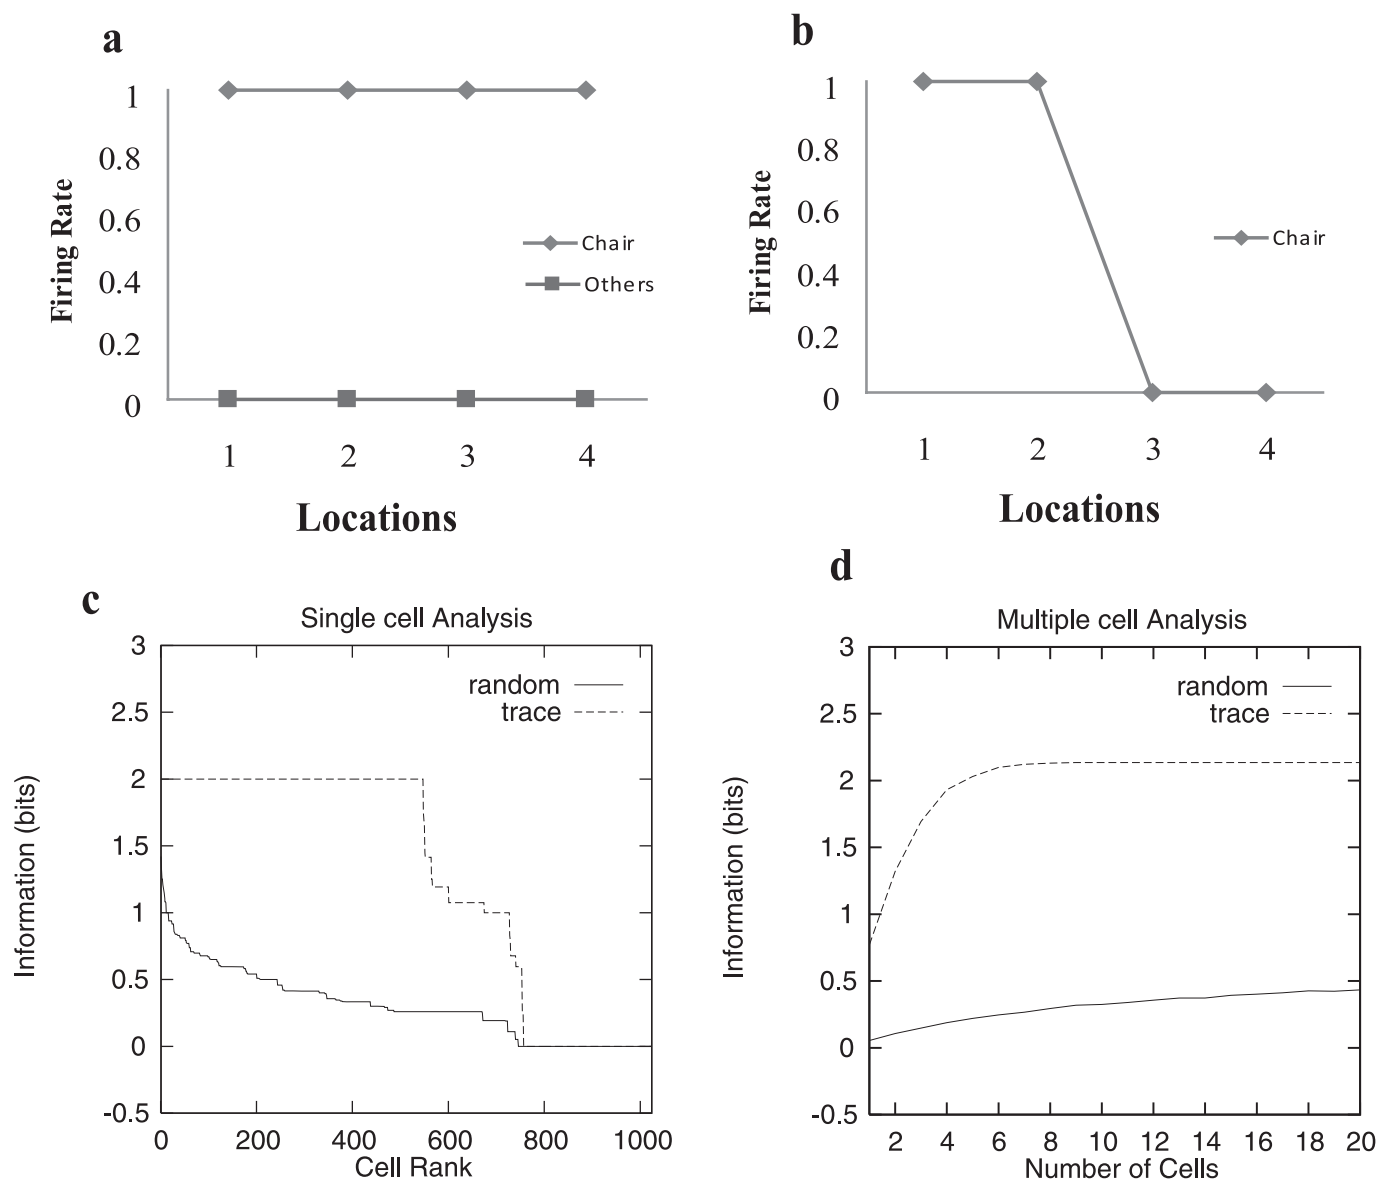 a
1
0.8
0.6
0.4
0.2
0
Firing Rate
Chair
Others
1 2 3 4
Locations
b
1
0.8
0.6
0.4
0.2
0
Firing Rate
Chair
1 2 3 4
Locations
c
Single cell Analysis
3
2.5
2
1.5
1
0.5
0
-0.5
Information (bits)
random
trace
0 200 400 600 800 1000
Cell Rank
d
Multiple cell Analysis
3
2.5
2
1.5
1
0.5
0
-0.5
Information (bits)
random
trace
2 4 6 8 10 12 14 16 18 20
Number of Cells